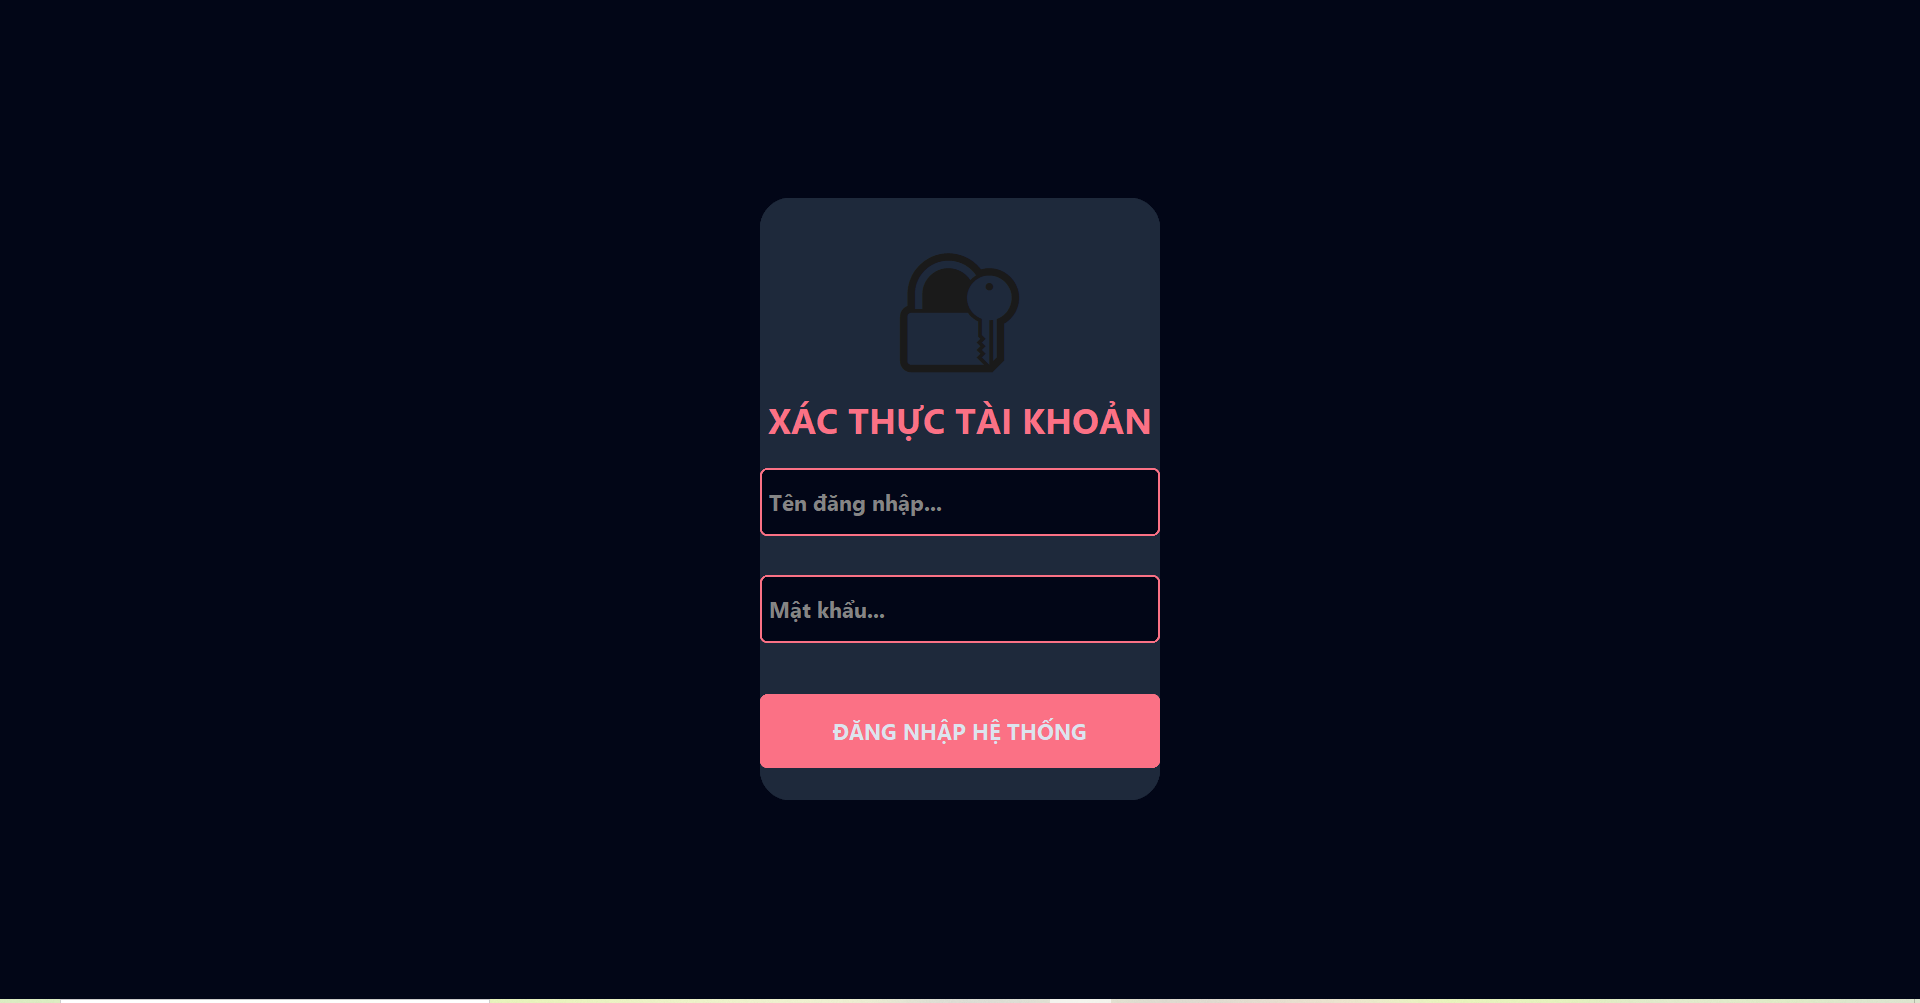 XÁC THỰC TÀI KHOẢN
Tên đăng nhập...
Mật khẩu...
ĐĂNG NHẬP HỆ THỐNG